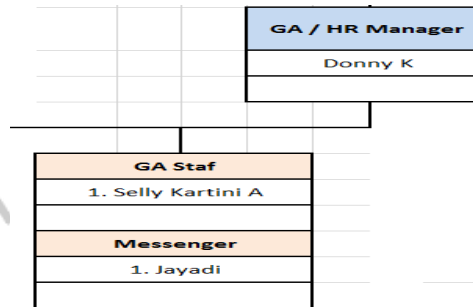 GA / HR Manager
Donny K
GA Staf
1. Selly Kartini A
Messenger
1. Jayadi